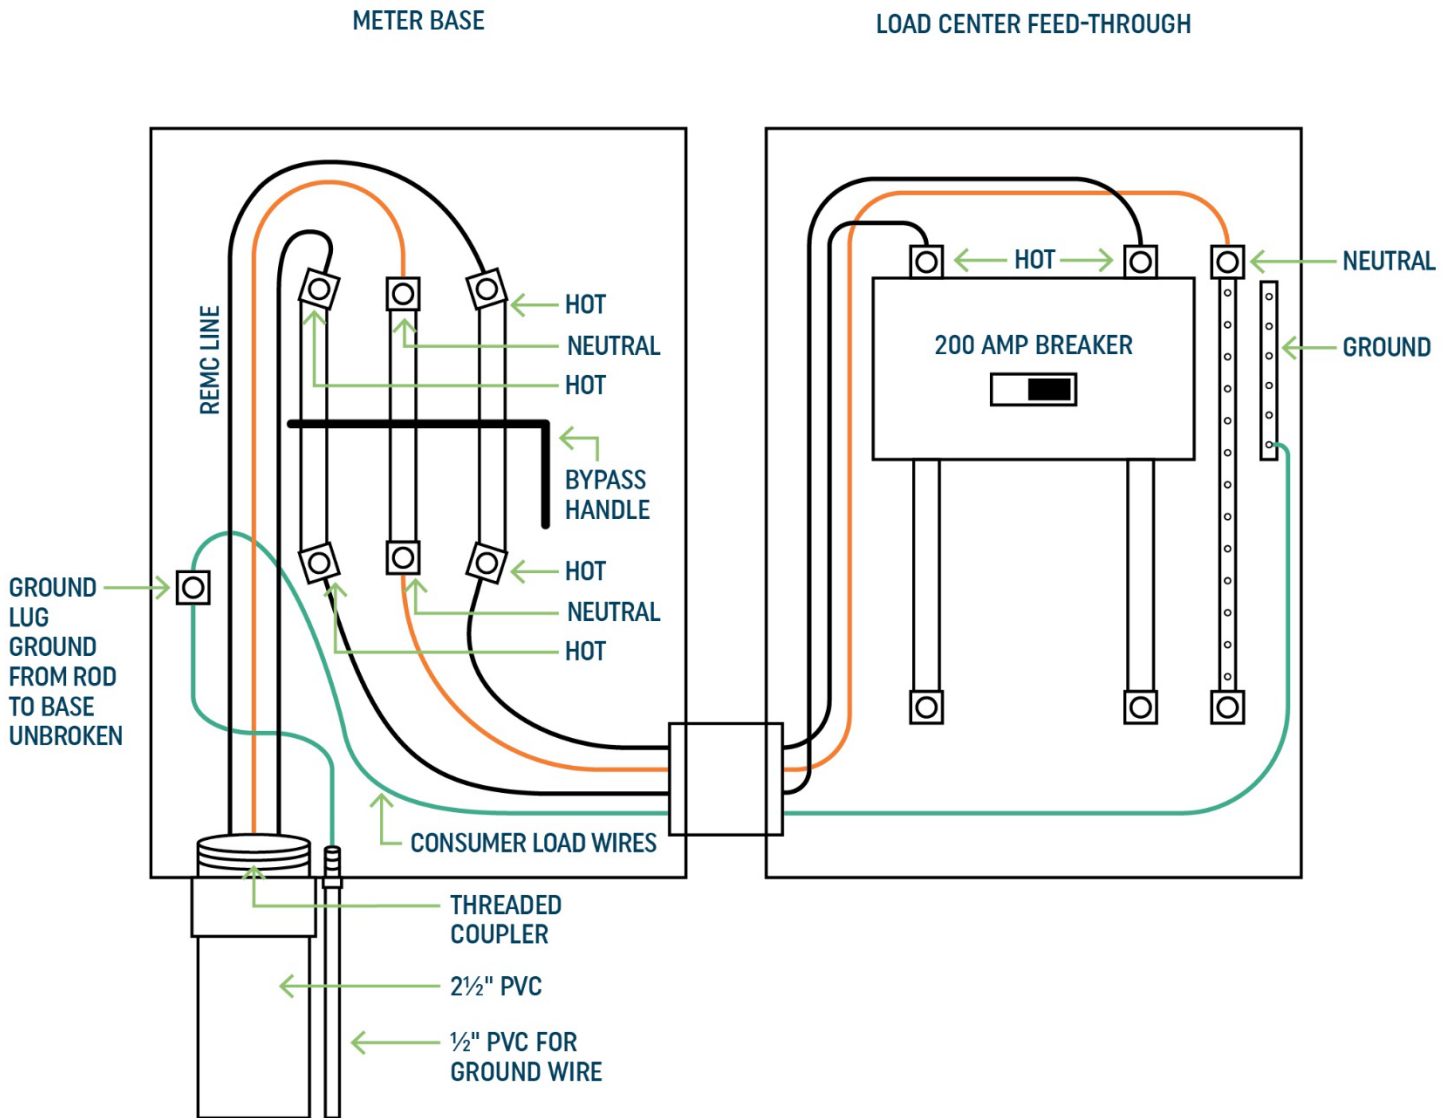 METER BASE
LOAD CENTER FEED-THROUGH
REMC LINE
HOT
NEUTRAL
HOT
BYPASS
HANDLE
HOT
NEUTRAL
HOT
GROUND
LUG
GROUND
FROM ROD
TO BASE
UNBROKEN
CONSUMER LOAD WIRES
THREADED
COUPLER
2½" PVC
½" PVC FOR
GROUND WIRE
HOT
NEUTRAL
200 AMP BREAKER
GROUND